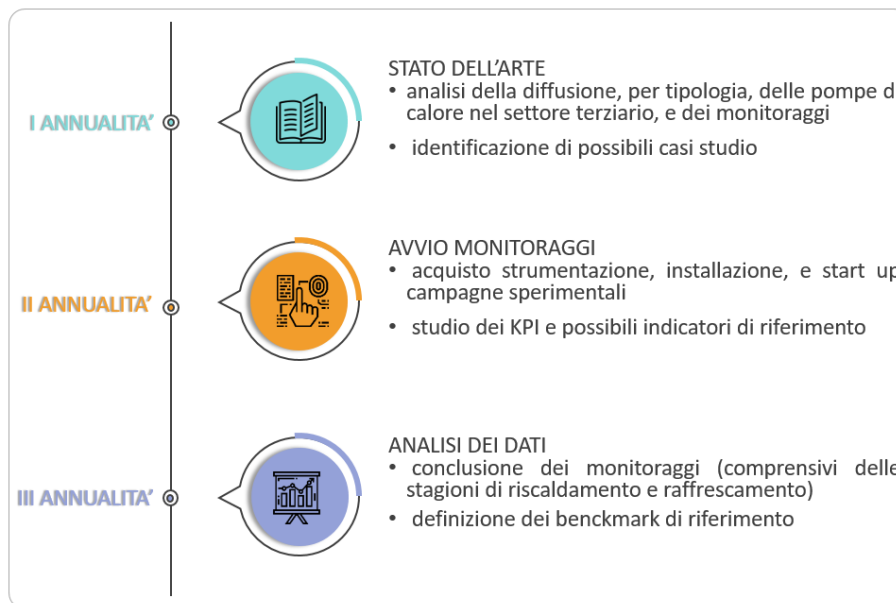 STATO DELL'ARTE
• analisi della diffusione, per tipologia, delle pompe d
calore nel settore terziario, e dei monitoraggi
I ANNUALITA'
• identificazione di possibili casi studio
AVVIO MONITORAGGI
• acquisto strumentazione, installazione, e start up
campagne sperimentali
II ANNUALITA'
• studio dei KPI e possibili indicatori di riferimento
ANALISI DEI DATI
• conclusione dei monitoraggi (comprensivi delle
stagioni di riscaldamento e raffrescamento)
III ANNUALITA'
• definizione dei benckmark di riferimento